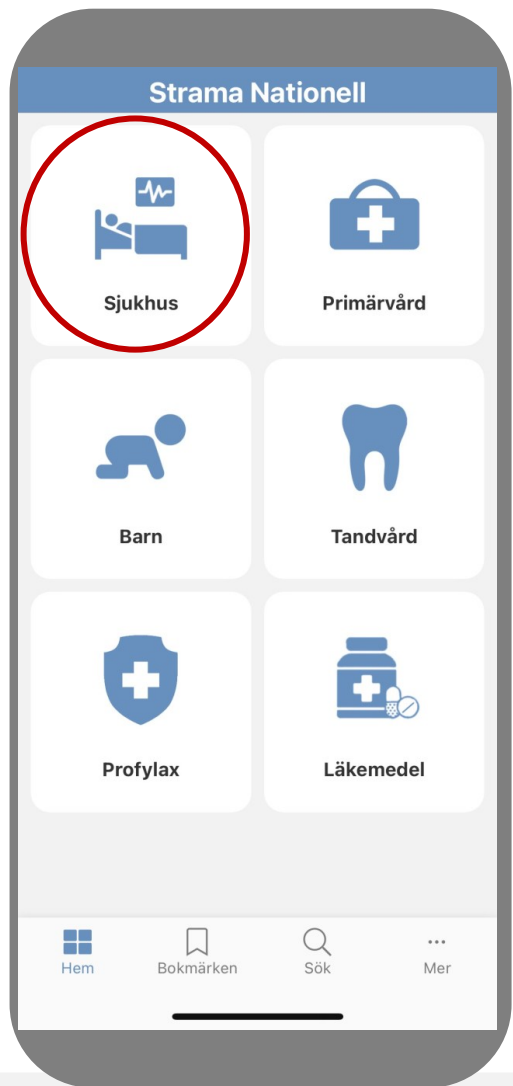 Strama Nationell
Sjukhus
Primärvård
Barn
Tandvård
Profylax
Läkemedel
Hem
Bokmärken
Sök
Mer